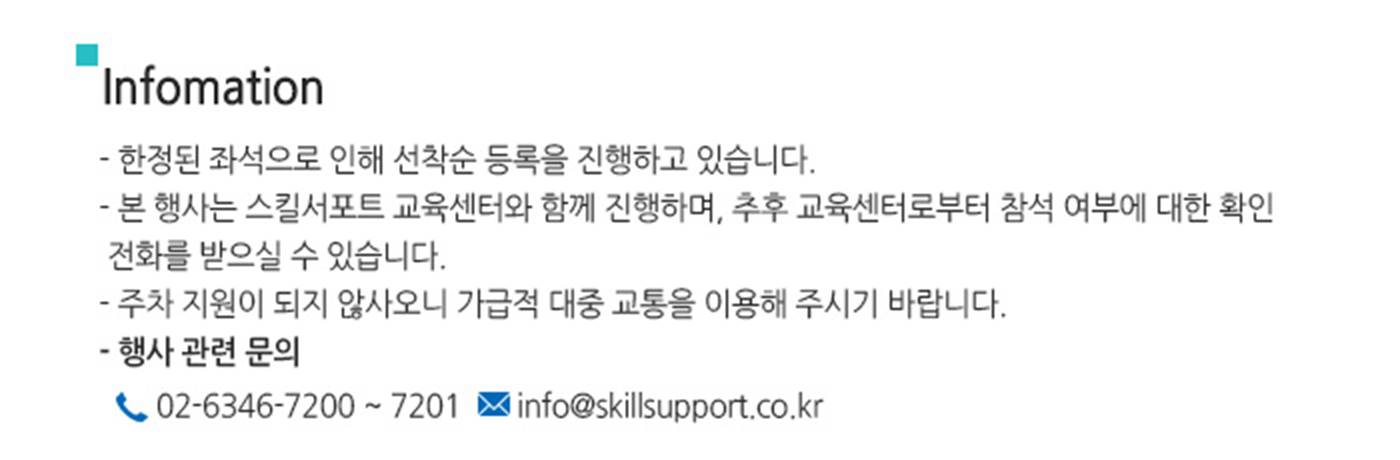 Infomation
- 한정된 좌석으로 인해 선착순 등록을 진행하고 있습니다.
- 본 행사는 스킬서포트 교육센터와 함께 진행하며, 추후 교육센터로부터 참석 여부에 대한 확인
전화를 받으실 수 있습니다.
- 주차 지원이 되지 않사오니 가급적 대중 교통을 이용해 주시기 바랍니다.
- 행사 관련 문의
02-6346-7200 ~ 7201 info@skillsupport.co.kr